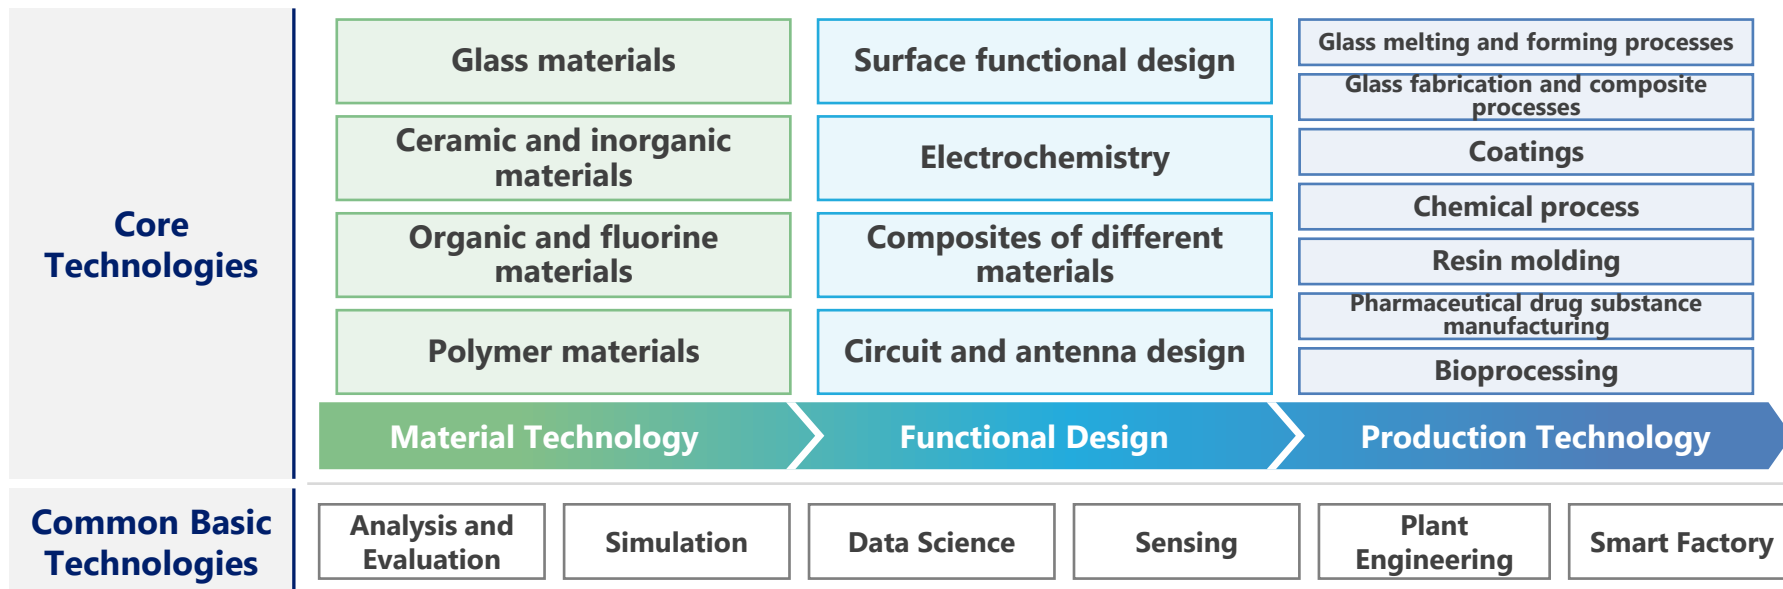 Core
Technologies
Glass materials
Ceramic and inorganic
materials
Organic and fluorine
materials
Polymer materials
Surface functional design
Electrochemistry
Composites of different
materials
Circuit and antenna design
Glass melting and forming processes
Glass fabrication and composite
processes
Coatings
Chemical process
Resin molding
Pharmaceutical drug substance
manufacturing
Bioprocessing
Material Technology
Functional Design
Production Technology
Common Basic
Technologies
Analysis and
Evaluation
Simulation
Data Science
Sensing
Plant
Engineering
Smart Factory